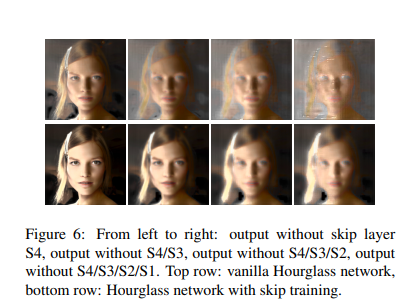 Figure 6: From left to right: output without skip layer
S4, output without S4/S3, output without S4/S3/S2, output
without S4/S3/S2/S1. Top row: vanilla Hourglass network,
bottom row: Hourglass network with skip training.